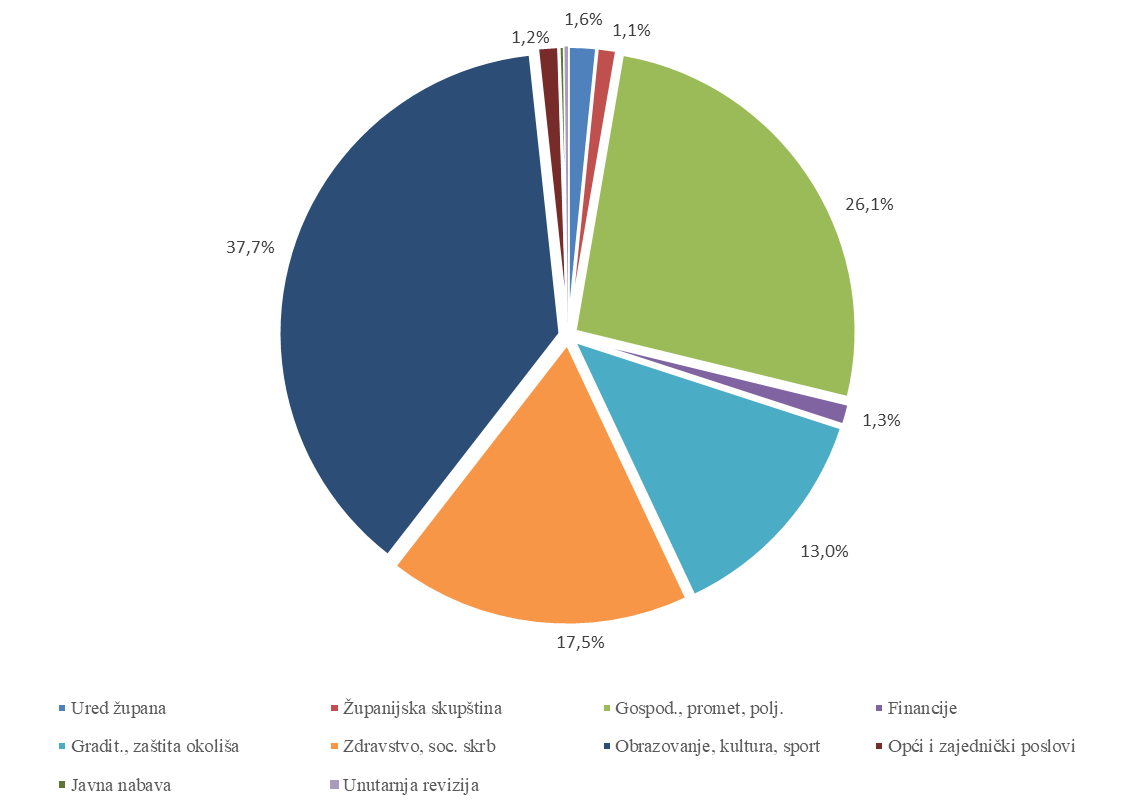 1,6%
1,1%
1,2%
26,1%
37,7%
1,3%
13,0%
17,5%
Ured župana
Županijska skupština
Gospod., promet, polj.
Financije
Gradit., zaštita okoliša
Zdravstvo, soc. skrb
Obrazovanje, kultura, sport
Opći i zajednički poslovi
Javna nabava
Unutarnja revizija